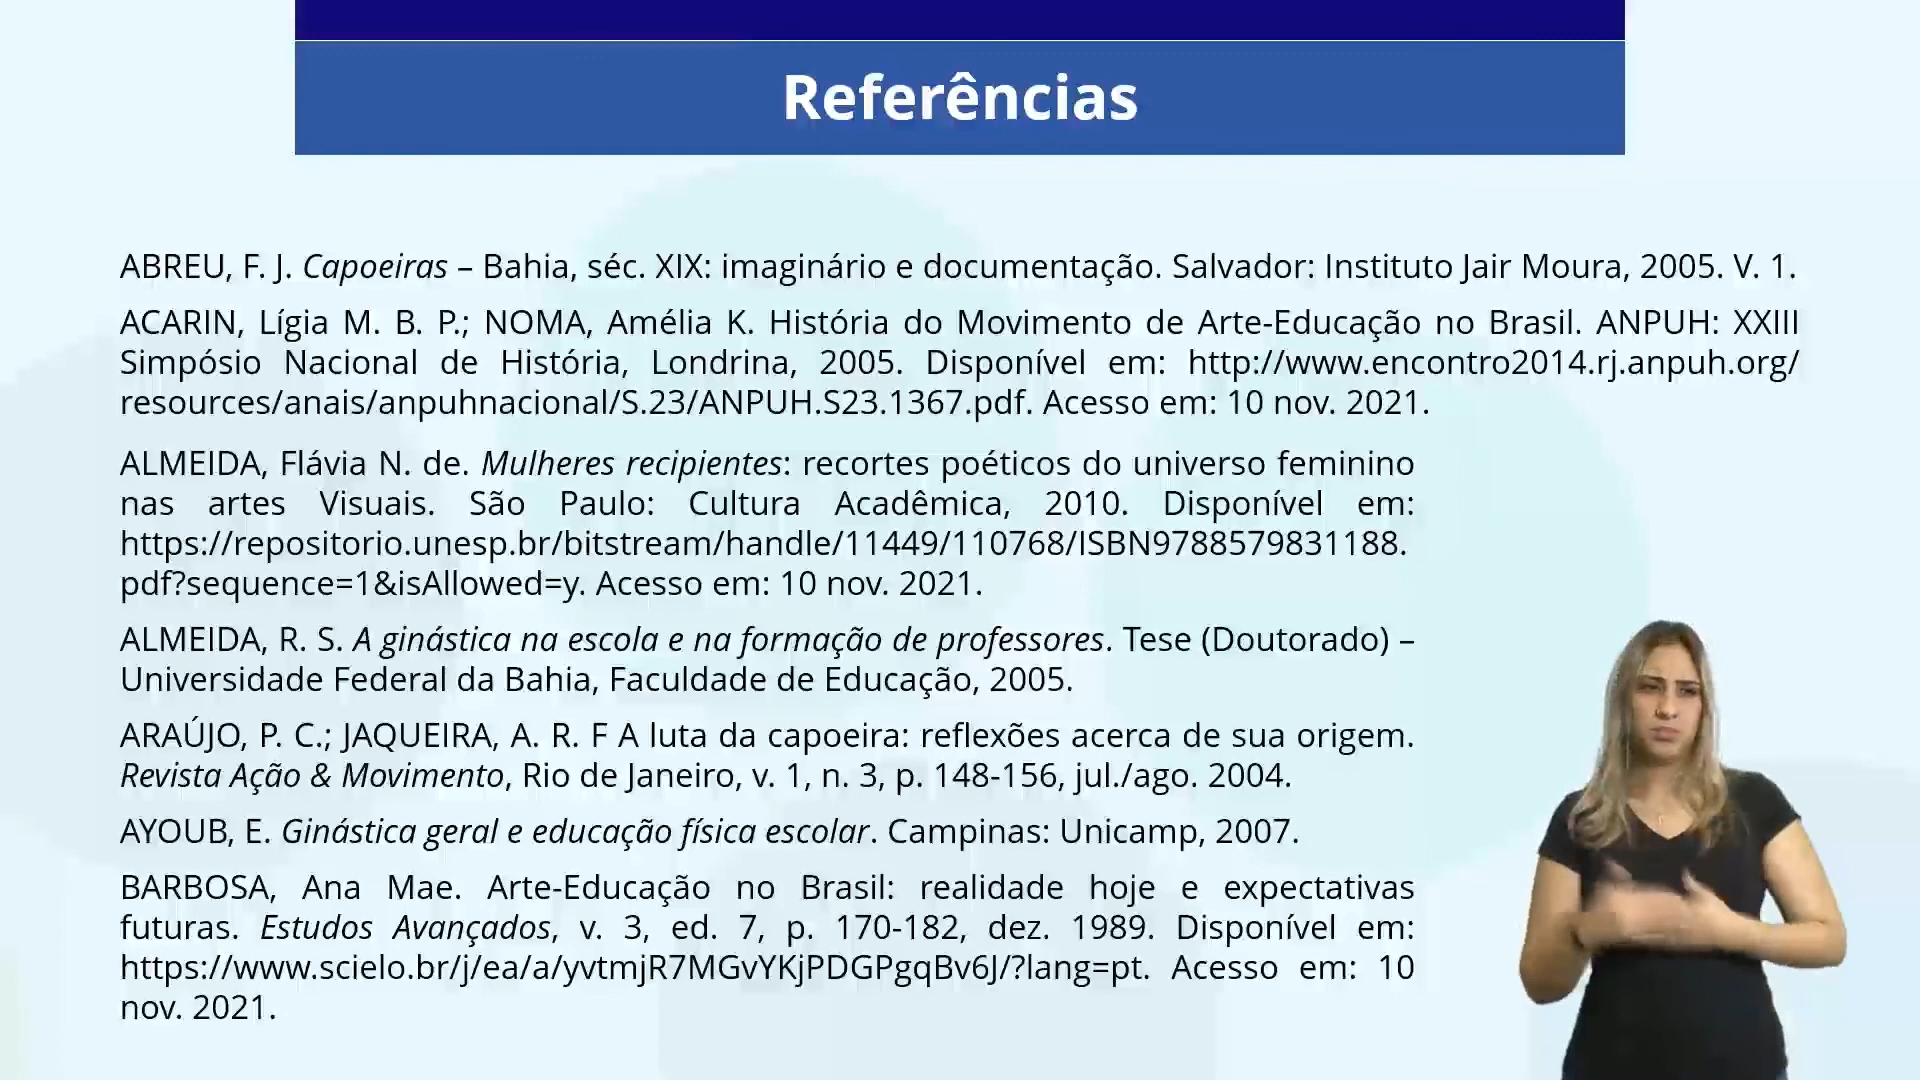 Referências
ABREU, F. J. Capoeiras – Bahia, séc. XIX: imaginário e documentação. Salvador: Instituto Jair Moura, 2005. V. 1.
ACARIN, Lígia M. B. P.; NOMA, Amélia K. História do Movimento de Arte-Educação no Brasil. ANPUH: XXIII
Simpósio Nacional de História, Londrina, 2005. Disponível em: http://www.encontro2014.rj.anpuh.org/
resources/anais/anpuhnacional/S.23/ANPUH.S23.1367.pdf. Acesso em: 10 nov. 2021.
ALMEIDA, Flávia N. de. Mulheres recipientes: recortes poéticos do universo feminino
nas artes Visuais. São Paulo: Cultura Acadêmica, 2010. Disponível em:
https://repositorio.unesp.br/bitstream/handle/11449/110768/ISBN9788579831188.
pdf?sequence=1&isAllowed=y. Acesso em: 10 nov. 2021.
ALMEIDA, R. S. A ginástica na escola e na formação de professores. Tese (Doutorado) –
Universidade Federal da Bahia, Faculdade de Educação, 2005.
ARAÚJO, P. C.; JAQUEIRA, A. R. F A luta da capoeira: reflexões acerca de sua origem.
Revista Ação & Movimento, Rio de Janeiro, v. 1, n. 3, p. 148-156, jul./ago. 2004.
AYOUB, E. Ginástica geral e educação física escolar. Campinas: Unicamp, 2007.
BARBOSA, Ana Mae. Arte-Educação no Brasil: realidade hoje e expectativas
futuras. Estudos Avançados, v. 3, ed. 7, p. 170-182, dez. 1989. Disponível em:
https://www.scielo.br/j/ea/a/yvtmjR7MGvYKjPDGPgqBv6J/?lang=pt. Acesso em: 10
nov. 2021.